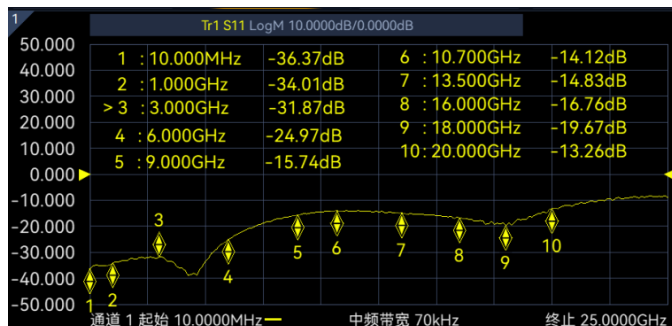 1
Tr1 S11 LogM 10.0000dB/0.0000dB
50.000
40.000
30.000
20.000
10.000
0.000
-10.000
-20.000
-30.000
-40.000
-50.000
1 :10.000MHz -36.37dB
2 :1.000GHz -34.01dB
>3 :3.000GHz -31.87dB
4 :6.000GHz -24.97dB
5 :9.000GHz -15.74dB
6 :10.700GHz -14.12dB
7 :13.500GHz -14.83dB
8 :16.000GHz -16.76dB
9 :18.000GHz -19.67dB
10:20.000GHz -13.26dB
1
2
3
4
5
6
7
8
9
10
通道 1 起始 10.0000MHz 中频带宽 70kHz 终止 25.0000GHz